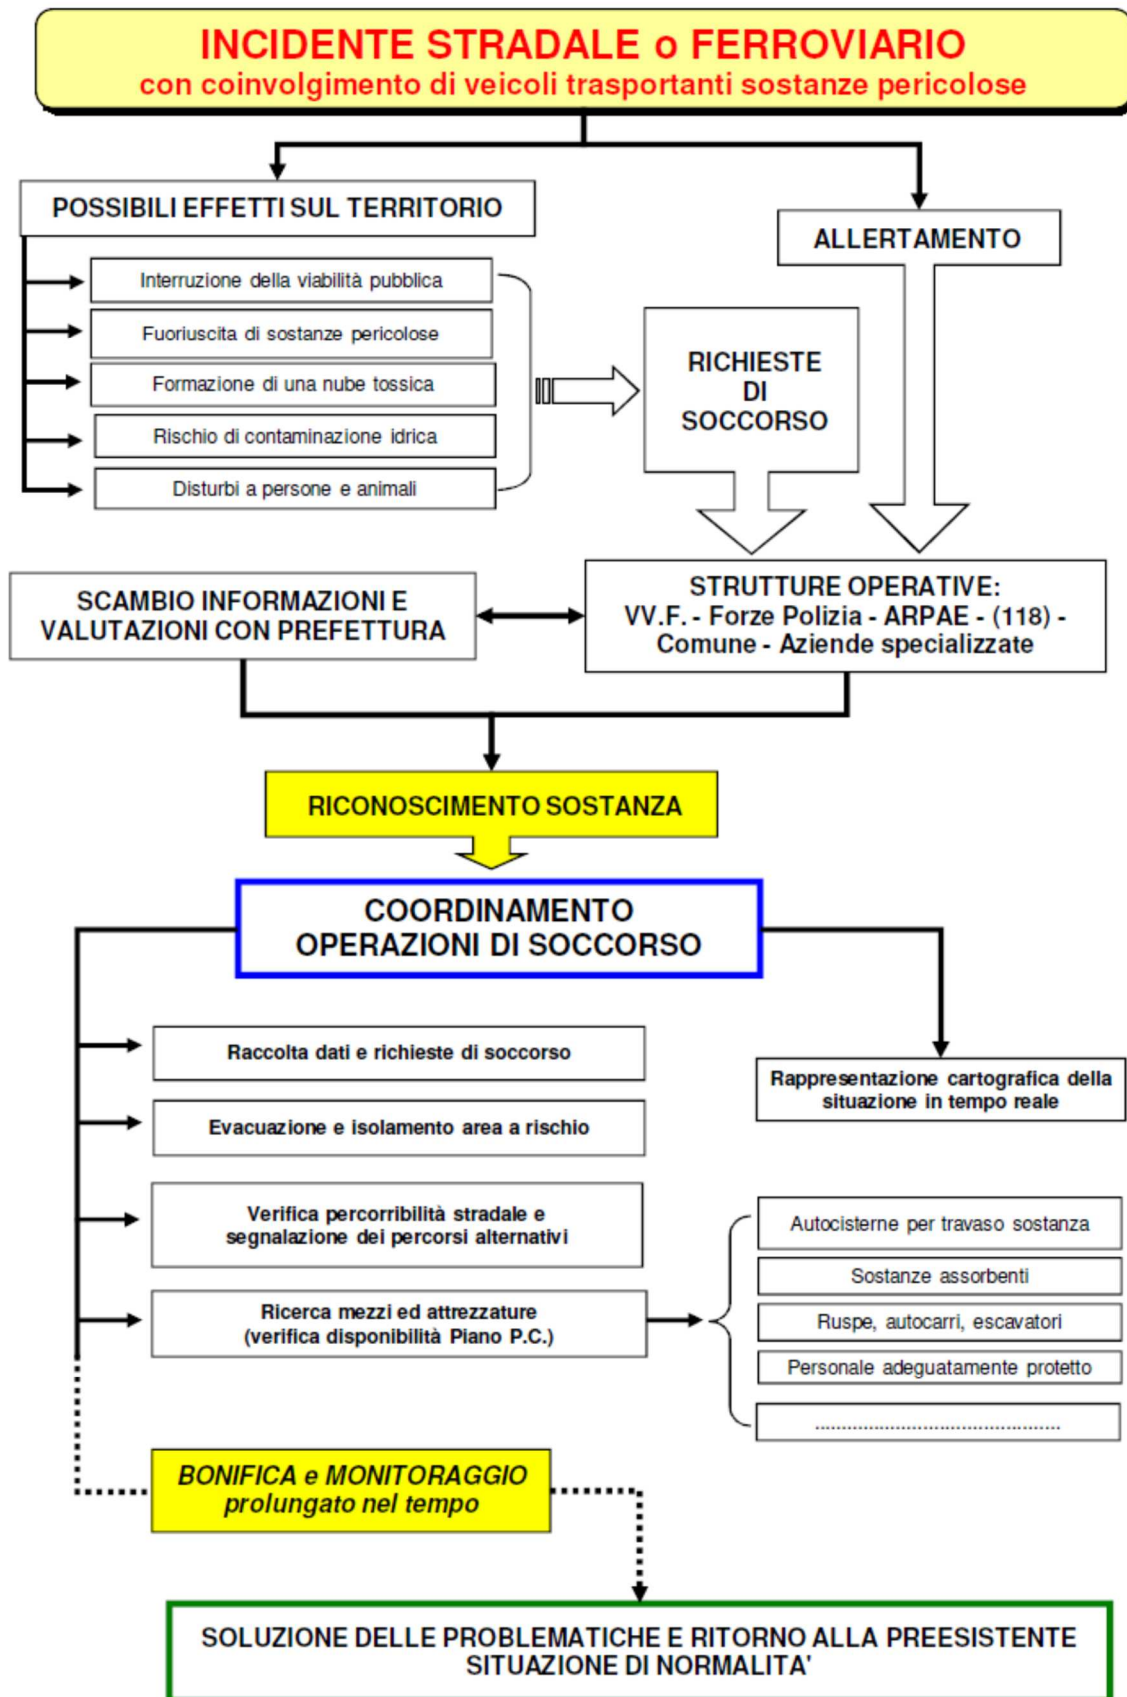 INCIDENTE STRADALE o FERROVIARIO
con coinvolgimento di veicoli trasportanti sostanze pericolose
POSSIBILI EFFETTI SUL TERRITORIO
ALLERTAMENTO
Interruzione della viabilità pubblica
Fuoriuscita di sostanze pericolose
Formazione di una nube tossica
Rischio di contaminazione idrica
Disturbi a persone e animali
RICHIESTE
DI
SOCCORSO
SCAMBIO INFORMAZIONI E
VALUTAZIONI CON PREFETTURA
STRUTTURE OPERATIVE:
VV.F. - Forze Polizia - ARPAE - (118) -
Comune - Aziende specializzate
RICONOSCIMENTO SOSTANZA
COORDINAMENTO
OPERAZIONI DI SOCCORSO
Raccolta dati e richieste di soccorso
Evacuazione e isolamento area a rischio
Verifica percorribilità stradale e
segnalazione dei percorsi alternativi
Ricerca mezzi ed attrezzature
(verifica disponibilità Piano P.C.)
Rappresentazione cartografica della
situazione in tempo reale
Autocisterne per travaso sostanza
Sostanze assorbenti
Ruspe, autocarri, escavatori
Personale adeguatamente protetto
..............................................
BONIFICA e MONITORAGGIO
prolungato nel tempo
SOLUZIONE DELLE PROBLEMATICHE E RITORNO ALLA PREESISTENTE
SITUAZIONE DI NORMALITA'